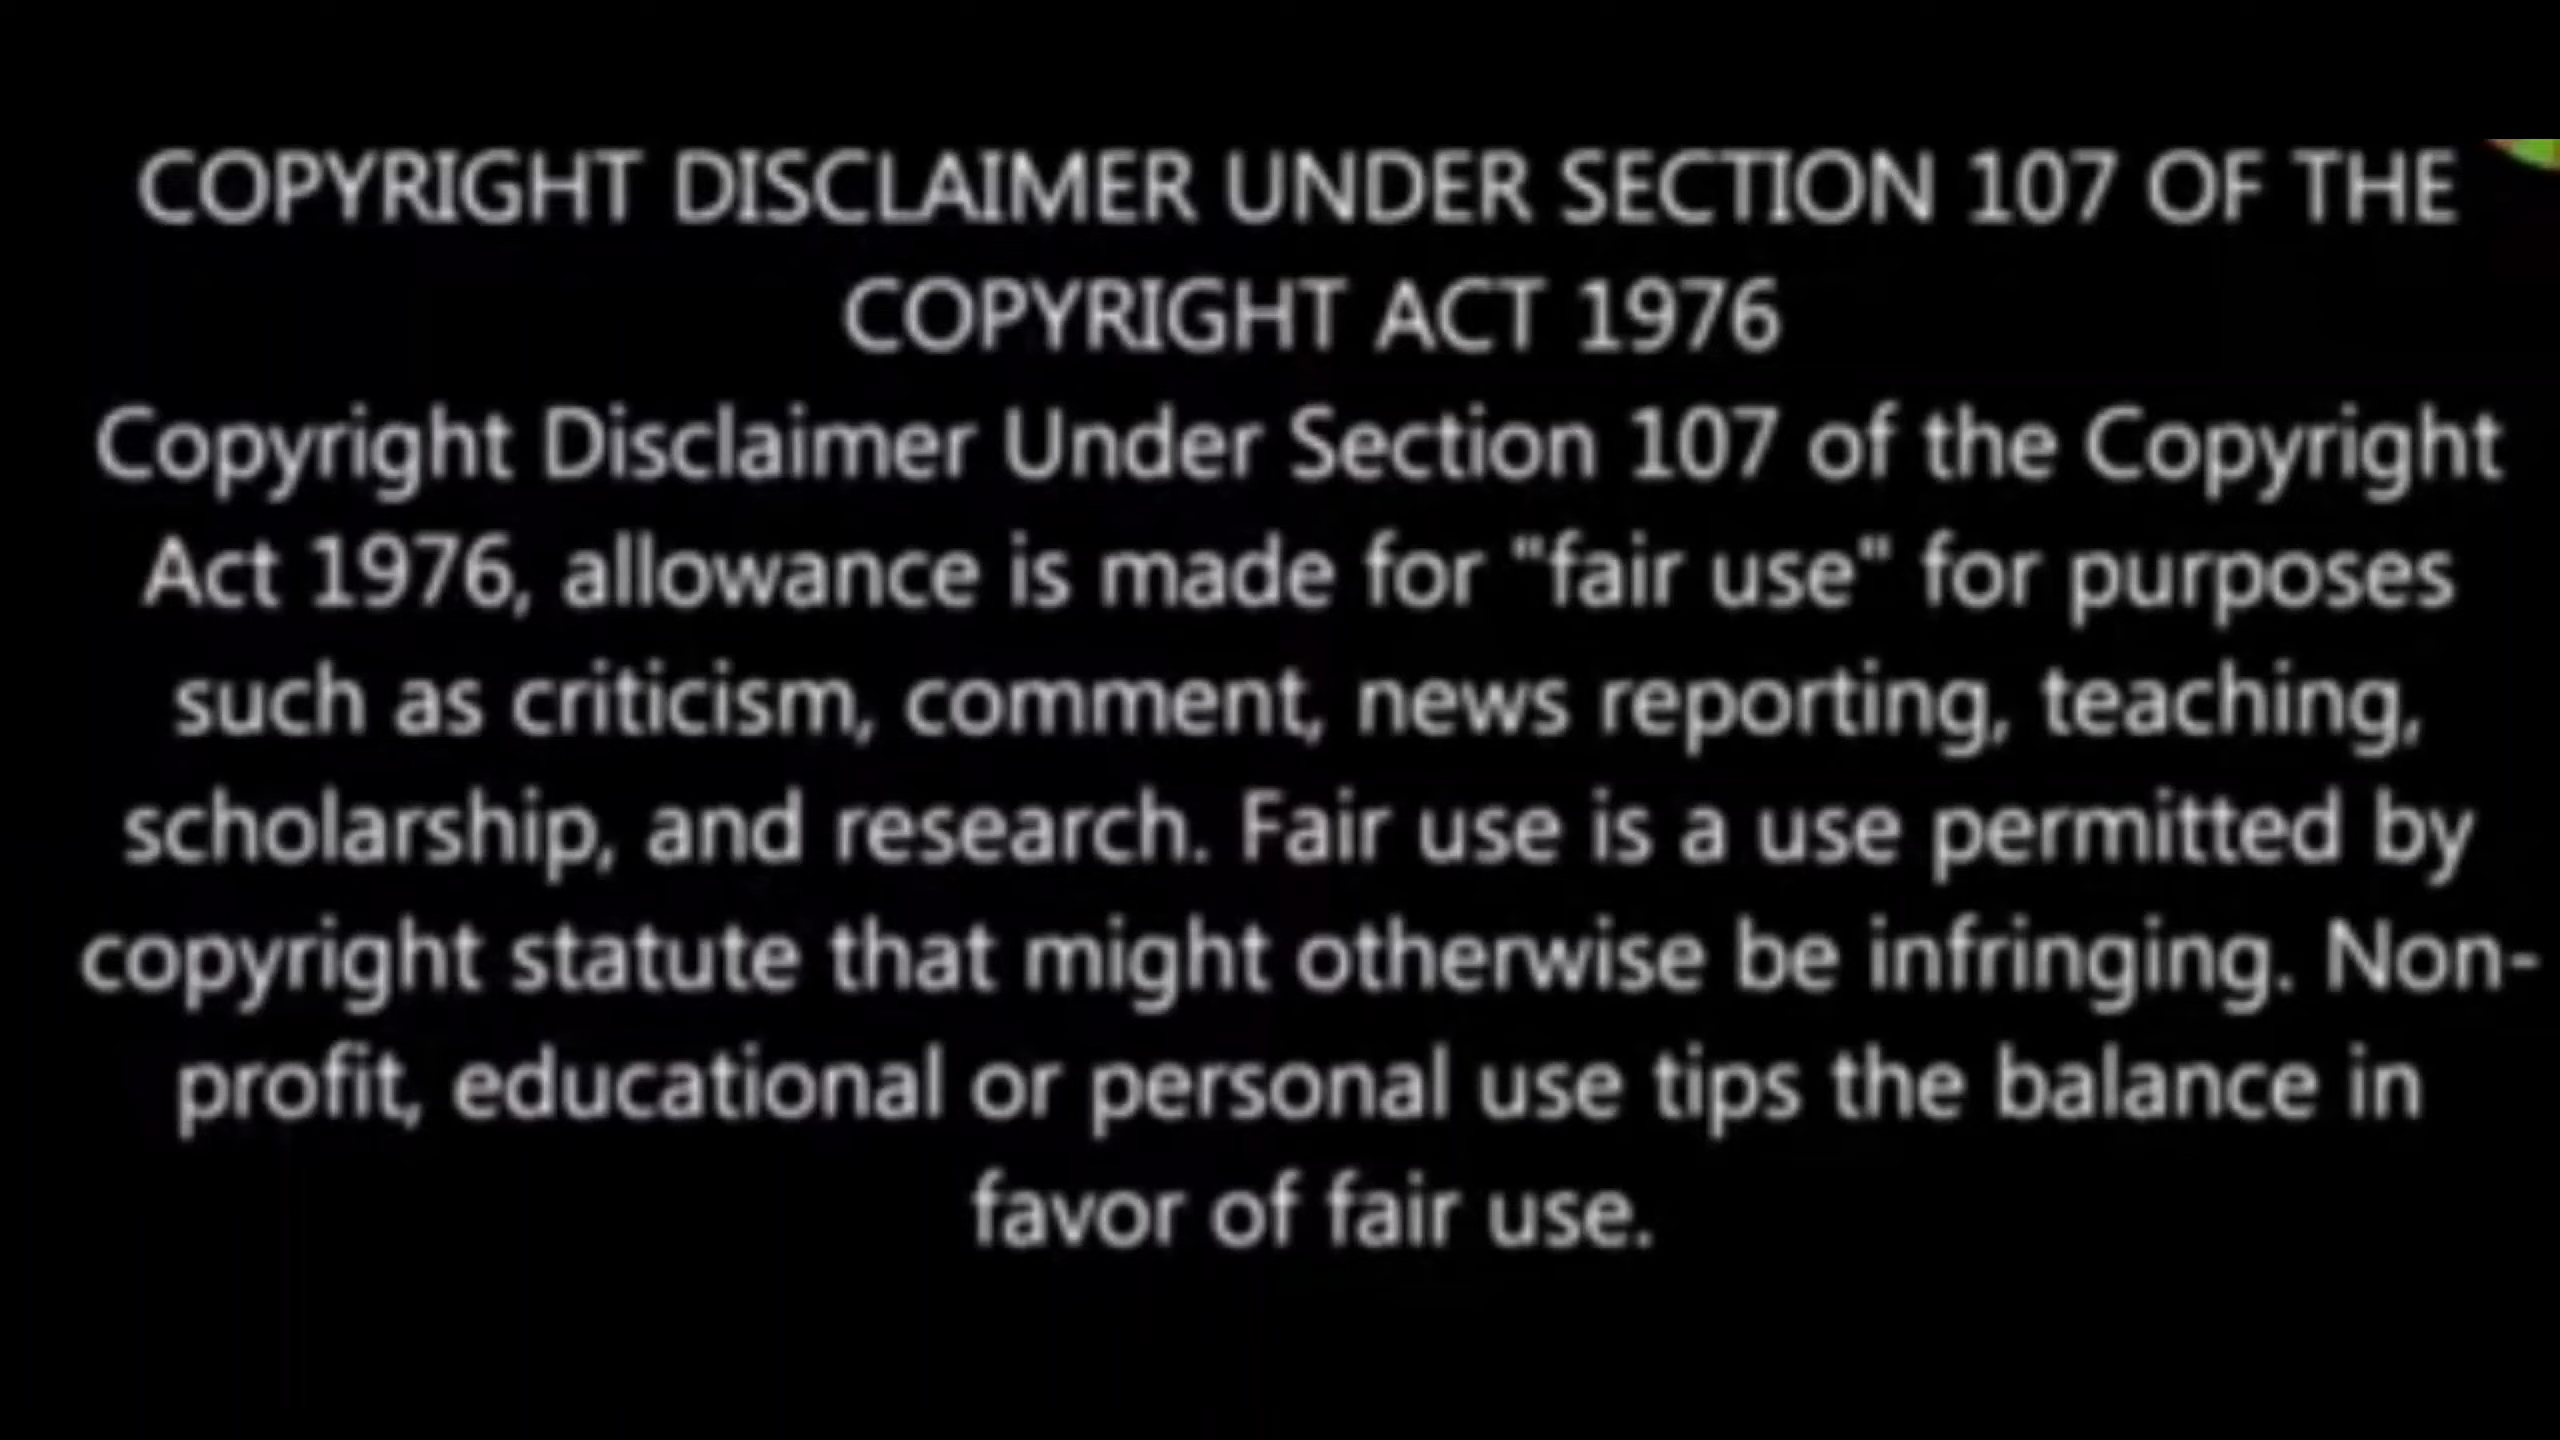 COPYRIGHT DISCLAIMER UNDER SECTION 107 OF THE
COPYRIGHT ACT 1976
Copyright Disclaimer Under Section 107 of the Copyright
Act 1976, allowance is made for "fair use" for purposes
such as criticism, comment, news reporting, teaching,
scholarship, and research. Fair use is a use permitted by
copyright statute that might otherwise be infringing. Non-
profit, educational or personal use tips the balance in
favor of fair use.